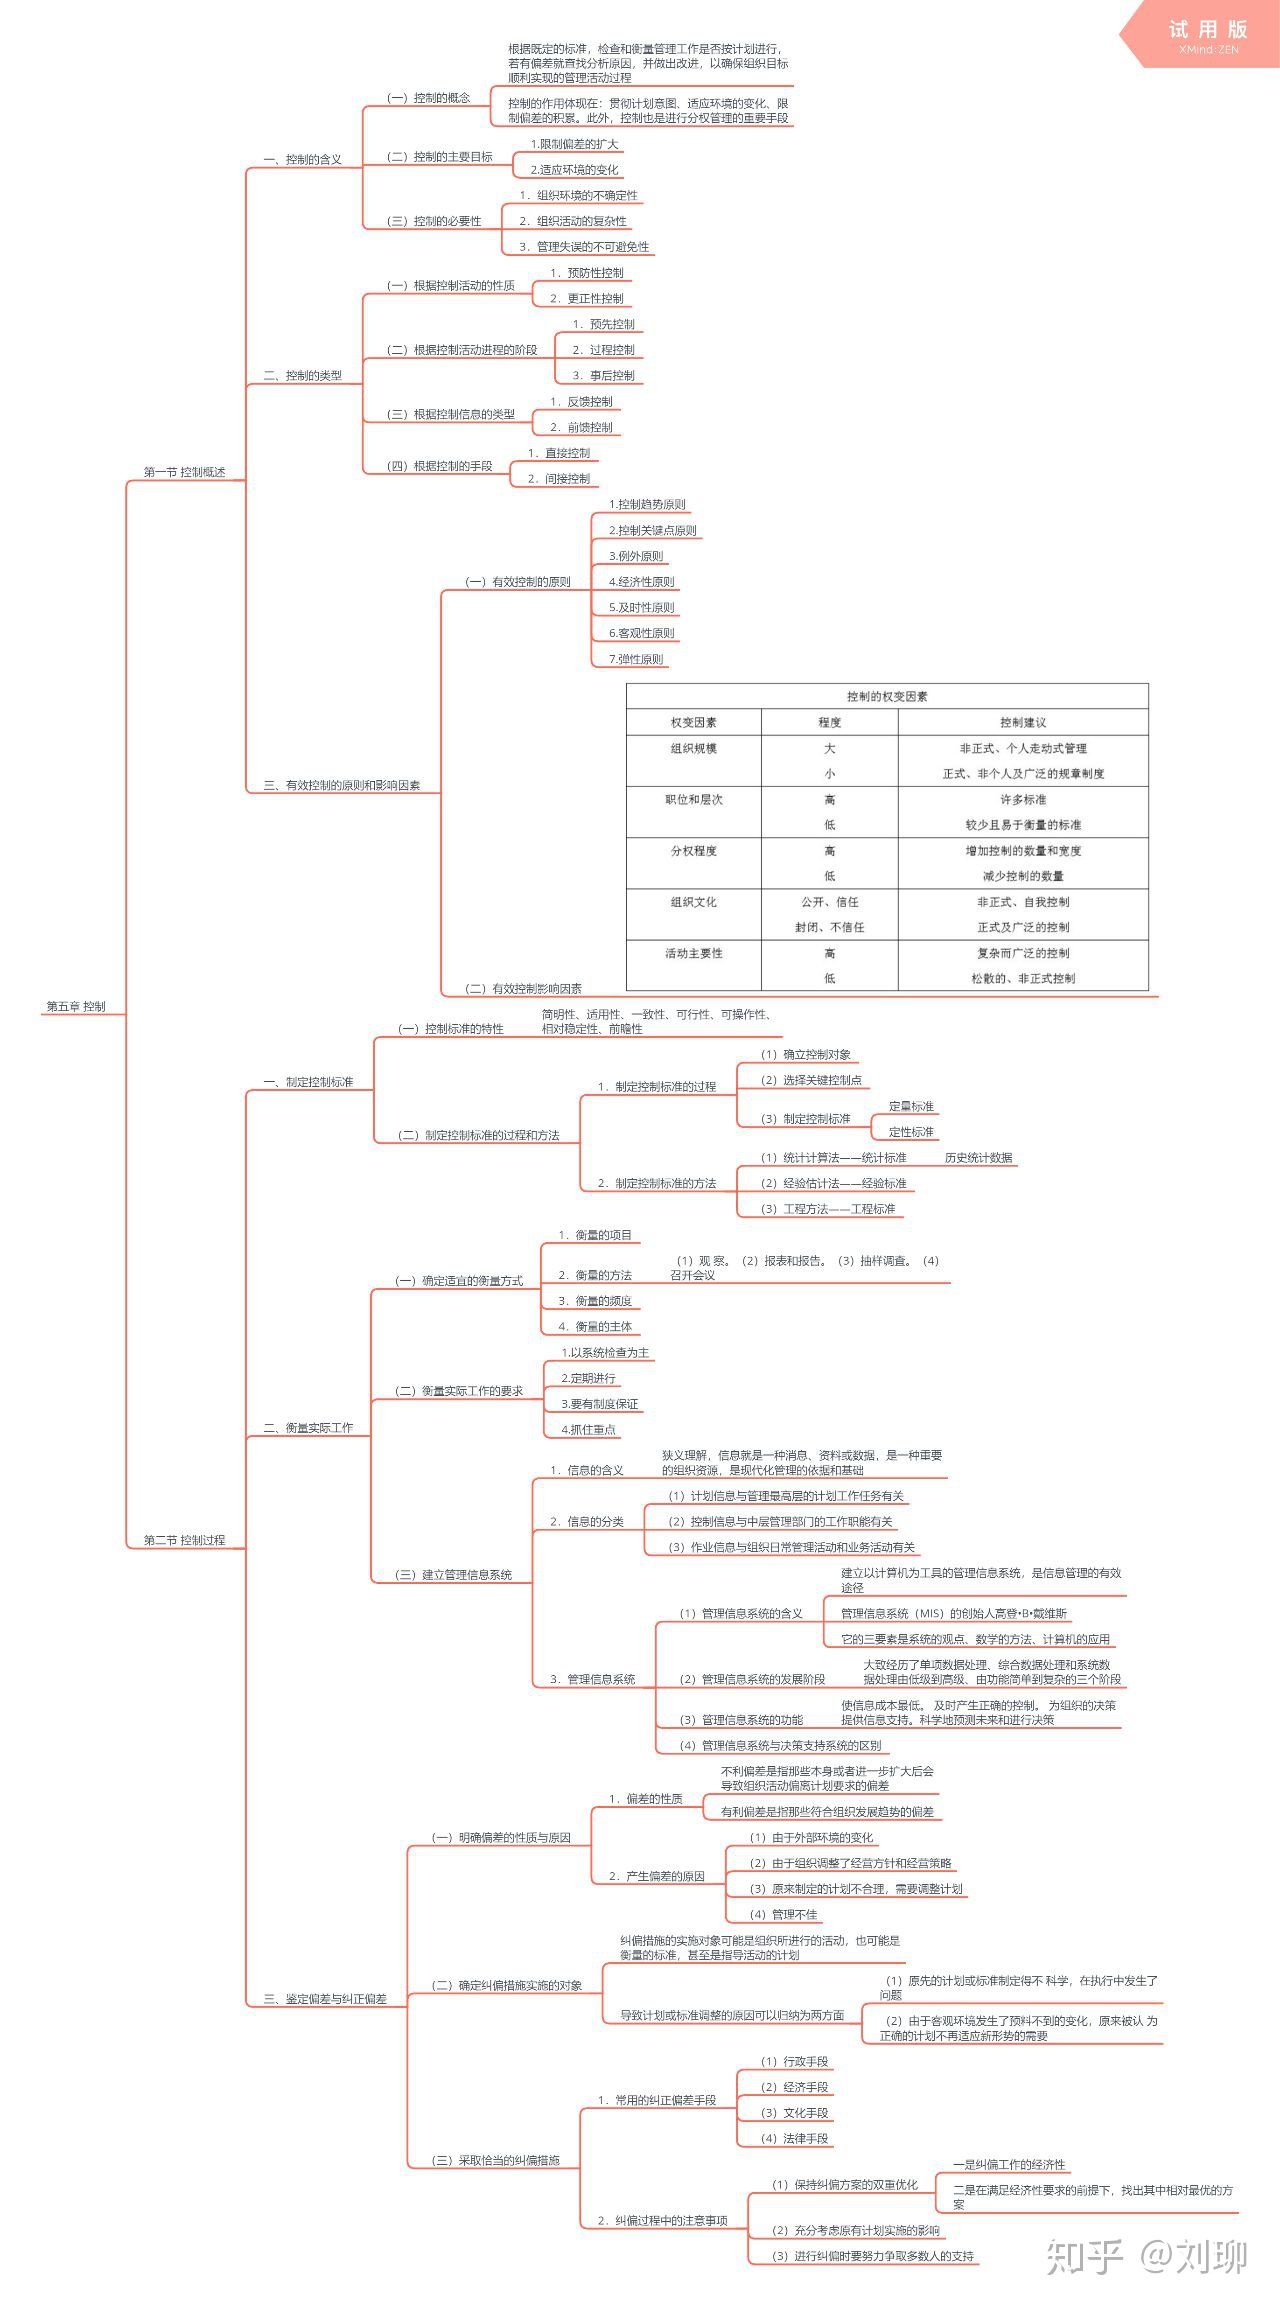 试 用 版
XMind:ZEN
第五章 控制
第一节 控制概述
一、控制的含义
（一）控制的概念
根据既定的标准，检查和衡量管理工作是否按计划进行，
若有偏差就查找分析原因，并做出改进，以确保组织目标
顺利实现的管理活动过程
控制的作用体现在：贯彻计划意图、适应环境的变化、限
制偏差的积累。此外，控制也是进行分权管理的重要手段
（二）控制的主要目标
1.限制偏差的扩大
2.适应环境的变化
（三）控制的必要性
1．组织环境的不确定性
2．组织活动的复杂性
3．管理失误的不可避免性
二、控制的类型
（一）根据控制活动的性质
1．预防性控制
2．更正性控制
（二）根据控制活动进程的阶段
1．预先控制
2．过程控制
3．事后控制
（三）根据控制信息的类型
1．反馈控制
2．前馈控制
（四）根据控制的手段
1．直接控制
2．间接控制
三、有效控制的原则和影响因素
（一）有效控制的原则
1.控制趋势原则
2.控制关键点原则
3.例外原则
4.经济性原则
5.及时性原则
6.客观性原则
7.弹性原则
（二）有效控制影响因素
控制的权变因素
权变因素 程度 控制建议
组织规模 大 非正式、个人走动式管理
小 正式、非个人及广泛的规章制度
职位和层次 高 许多标准
低 较少且易于衡量的标准
分权程度 高 增加控制的数量和宽度
低 减少控制的数量
组织文化 公开、信任 非正式、自我控制
封闭、不信任 正式及广泛的控制
活动主要性 高 复杂而广泛的控制
低 松散的、非正式控制
第二节 控制过程
一、制定控制标准
（一）控制标准的特性
简明性、适用性、一致性、可行性、可操作性、
相对稳定性、前瞻性
（二）制定控制标准的过程和方法
1．制定控制标准的过程
（1）确立控制对象
（2）选择关键控制点
（3）制定控制标准
定量标准
定性标准
2．制定控制标准的方法
（1）统计计算法——统计标准 历史统计数据
（2）经验估计法——经验标准
（3）工程方法——工程标准
二、衡量实际工作
（一）确定适宜的衡量方式
1．衡量的项目
2．衡量的方法
（1）观 察。（2）报表和报告。（3）抽样调查。（4）
召开会议
3．衡量的频度
4．衡量的主体
（二）衡量实际工作的要求
1.以系统检查为主
2.定期进行
3.要有制度保证
4.抓住重点
（三）建立管理信息系统
1．信息的含义
狭义理解，信息就是一种消息、资料或数据，是一种重要
的组织资源，是现代化管理的依据和基础
2．信息的分类
（1）计划信息与管理最高层的计划工作任务有关
（2）控制信息与中层管理部门的工作职能有关
（3）作业信息与组织日常管理活动和业务活动有关
3．管理信息系统
（1）管理信息系统的含义
建立以计算机为工具的管理信息系统，是信息管理的有效
途径
管理信息系统（MIS）的创始人高登•B•戴维斯
它的三要素是系统的观点、数学的方法、计算机的应用
（2）管理信息系统的发展阶段
大致经历了单项数据处理、综合数据处理和系统数
据处理由低级到高级、由功能简单到复杂的三个阶段
（3）管理信息系统的功能
使信息成本最低。 及时产生正确的控制。 为组织的决策
提供信息支持。科学地预测未来和进行决策
（4）管理信息系统与决策支持系统的区别
三、鉴定偏差与纠正偏差
（一）明确偏差的性质与原因
1．偏差的性质
不利偏差是指那些本身或者进一步扩大后会
导致组织活动偏离计划要求的偏差
有利偏差是指那些符合组织发展趋势的偏差
2．产生偏差的原因
（1）由于外部环境的变化
（2）由于组织调整了经营方针和经营策略
（3）原来制定的计划不合理，需要调整计划
（4）管理不佳
（二）确定纠偏措施实施的对象
纠偏措施的实施对象可能是组织所进行的活动，也可能是
衡量的标准，甚至是指导活动的计划
导致计划或标准调整的原因可以归纳为两方面
（1）原先的计划或标准制定得不 科学，在执行中发生了
问题
（2）由于客观环境发生了预料不到的变化，原来被认 为
正确的计划不再适应新形势的需要
（三）采取恰当的纠偏措施
1．常用的纠正偏差手段
（1）行政手段
（2）经济手段
（3）文化手段
（4）法律手段
2．纠偏过程中的注意事项
（1）保持纠偏方案的双重优化
一是纠偏工作的经济性
二是在满足经济性要求的前提下，找出其中相对最优的方
案
（2）充分考虑原有计划实施的影响
（3）进行纠偏时要努力争取多数人的支持
知乎 @刘聊